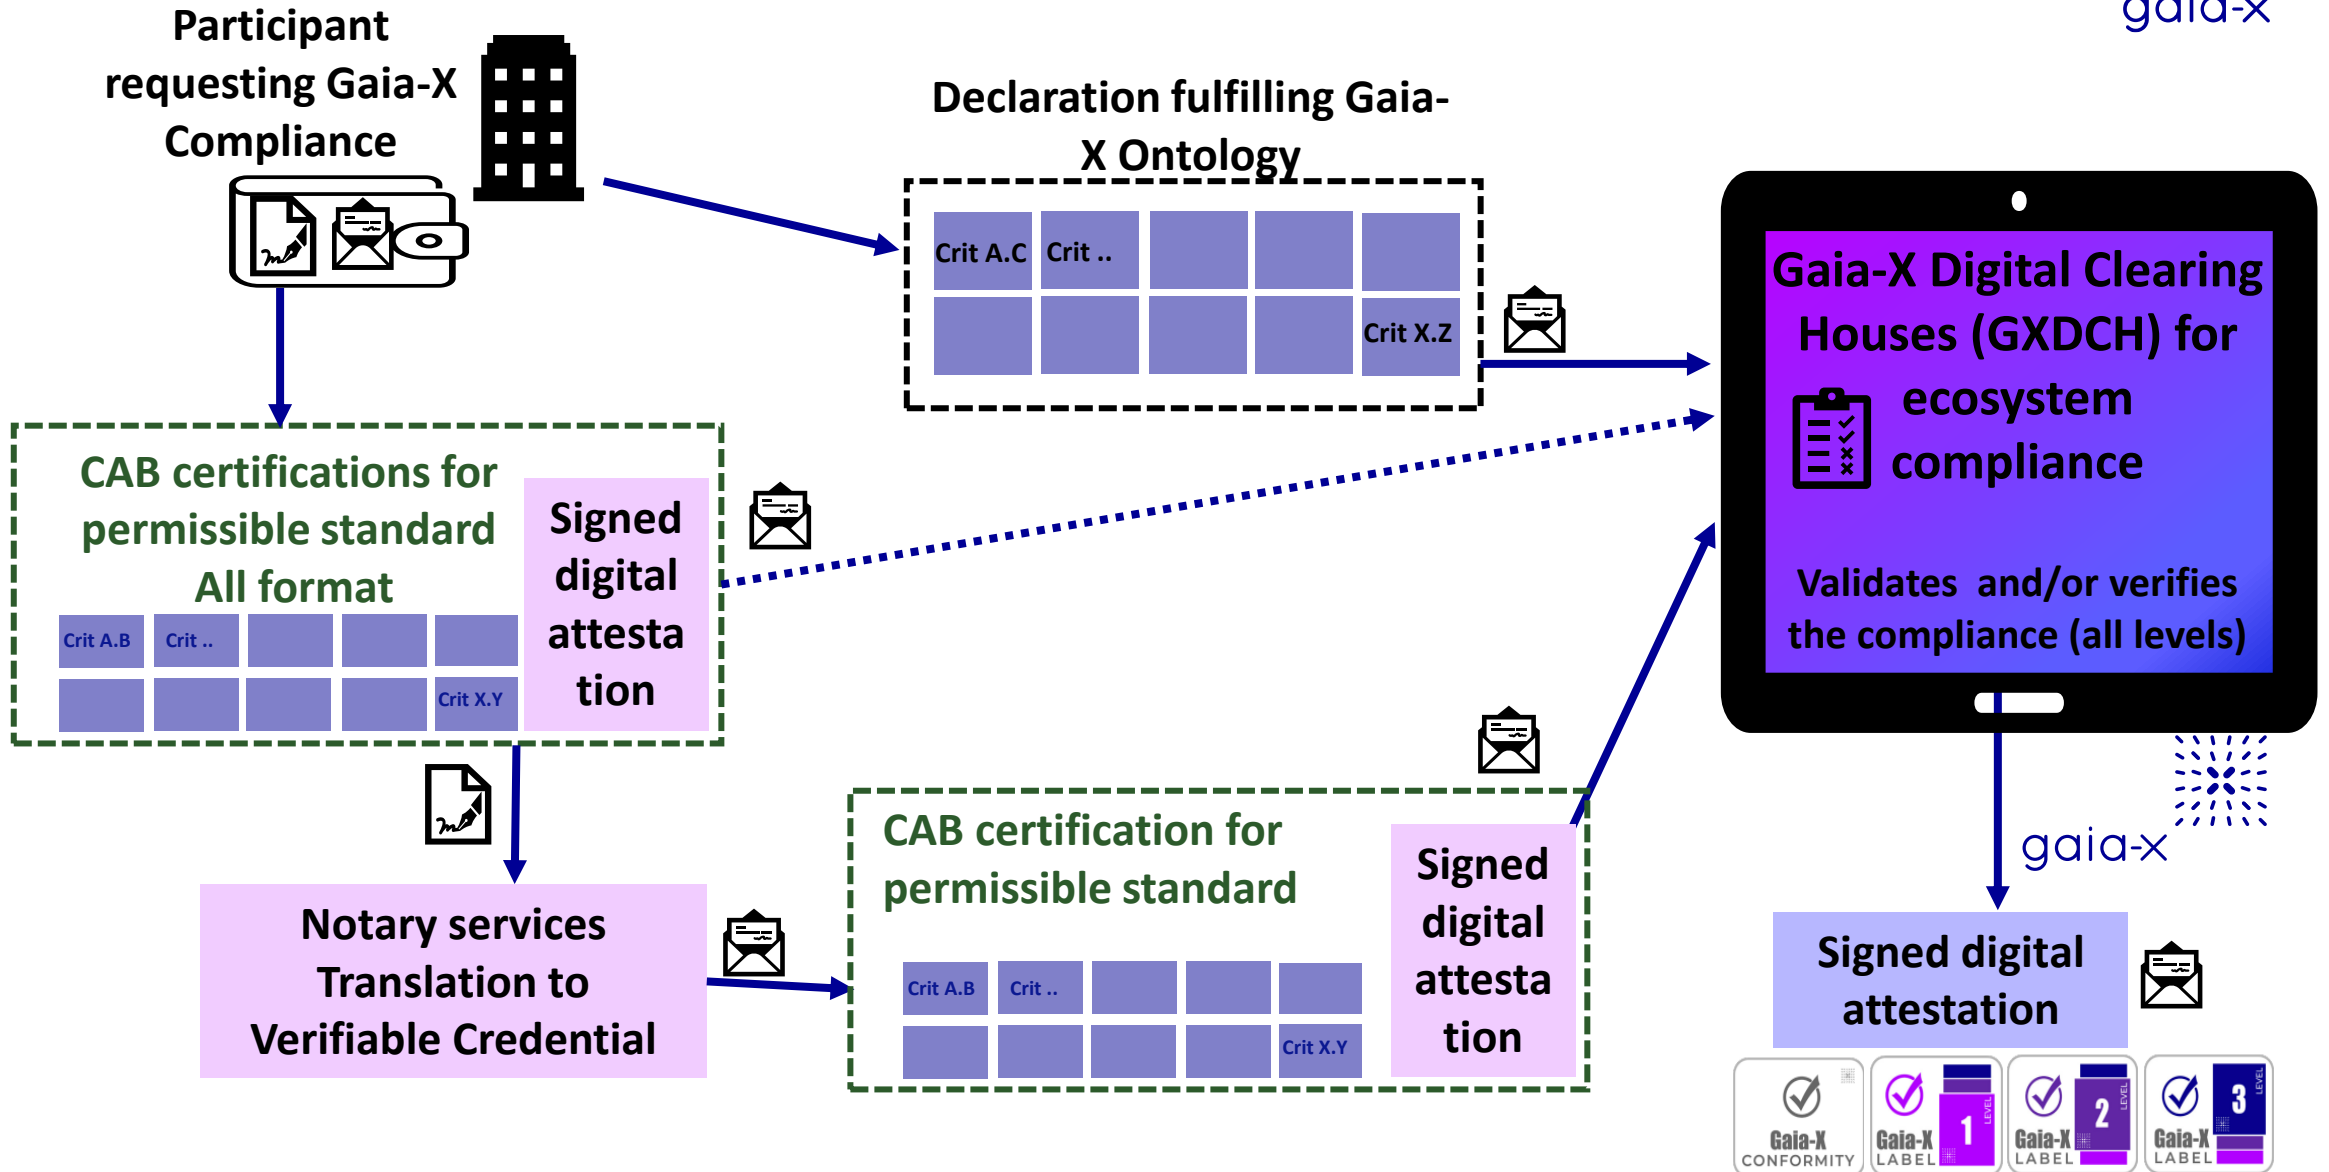 gaia-x
Participant
requesting Gaia-X
Compliance
Declaration fulfilling Gaia-
X Ontology
Crit A.C
Crit ..
Crit X.Z
Gaia-X Digital Clearing
Houses (GXDCH) for
ecosystem
compliance
Validates and/or verifies
the compliance (all levels)
CAB certifications for
permissible standard
All format
Crit A.B
Crit ..
Crit X.Y
Signed
digital
attesta
tion
Notary services
Translation to
Verifiable Credential
CAB certification for
permissible standard
Crit A.B
Crit ..
Crit X.Y
Signed
digital
attesta
tion
gaia-x
Signed digital
attestation
Gaia-X
CONFORMITY
Gaia-X
LABEL
1
LEVEL
Gaia-X
LABEL
2
LEVEL
Gaia-X
LABEL
3
LEVEL